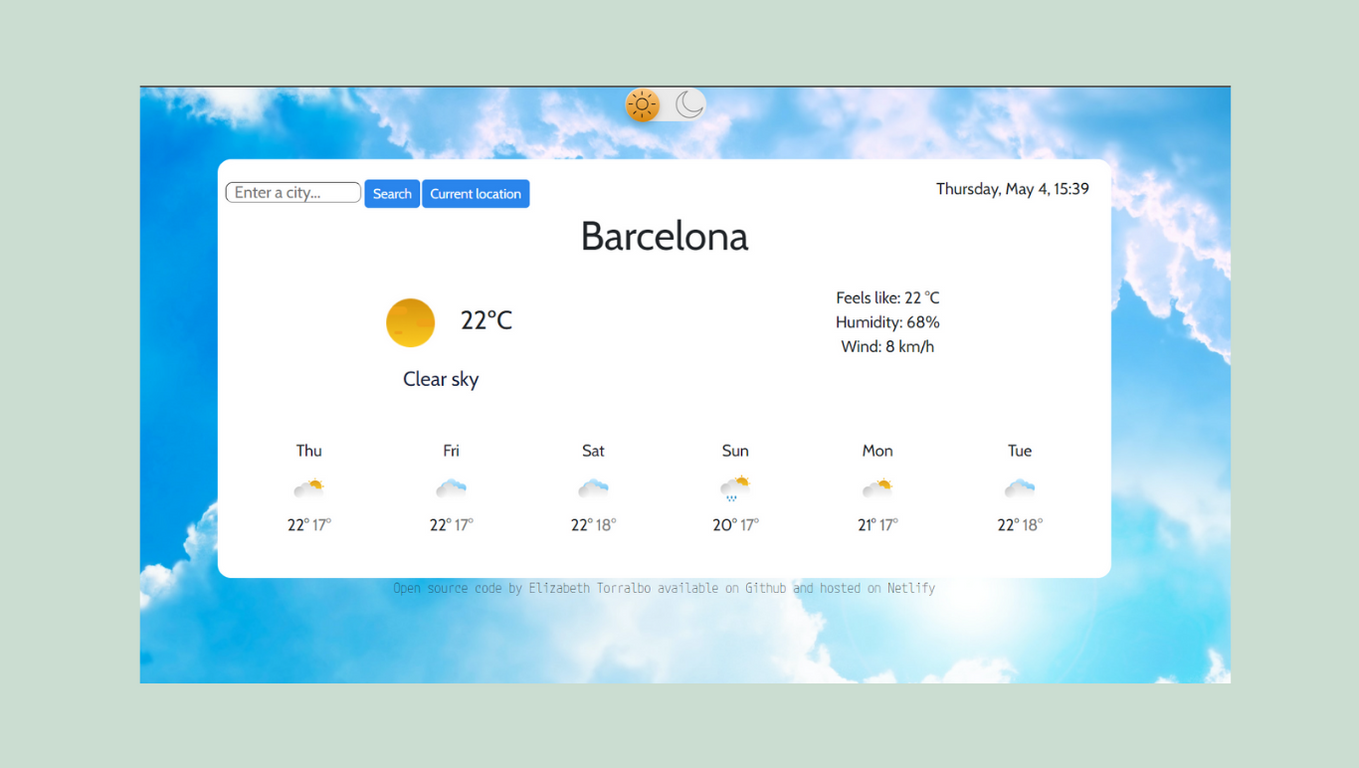 Enter a city...
Search
Current location
Thursday, May 4, 15:39
Barcelona
22°C
Clear sky
Feels like: 22 °C
Humidity: 68%
Wind: 8 km/h
Thu Fri Sat Sun Mon Tue
22° 17° 22° 17° 22° 18° 20° 17° 21° 17° 22° 18°
Open source code by Elizabeth Torralbo available on Github and hosted on Netlify